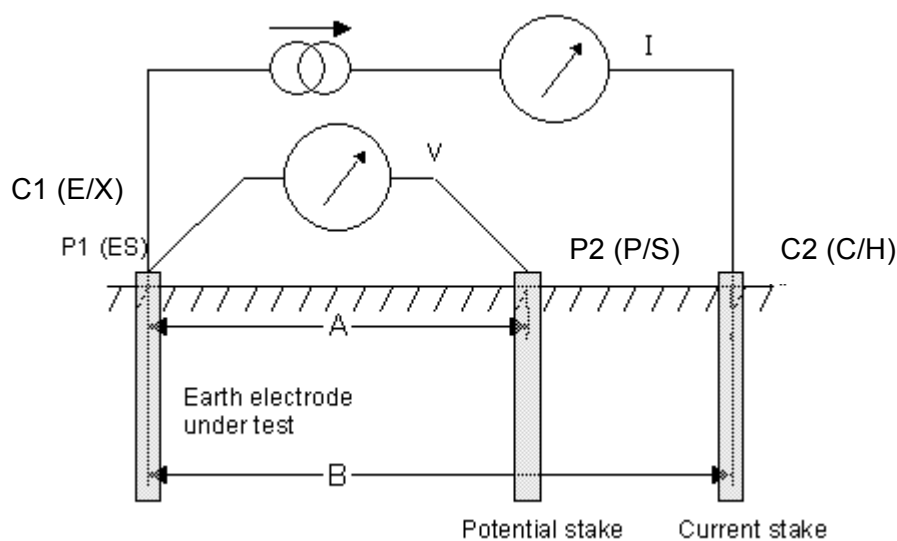 I
V
C1 (E/X)
P1 (ES)
P2 (P/S)
C2 (C/H)
A
Earth electrode
under test
B
Potential stake
Current stake